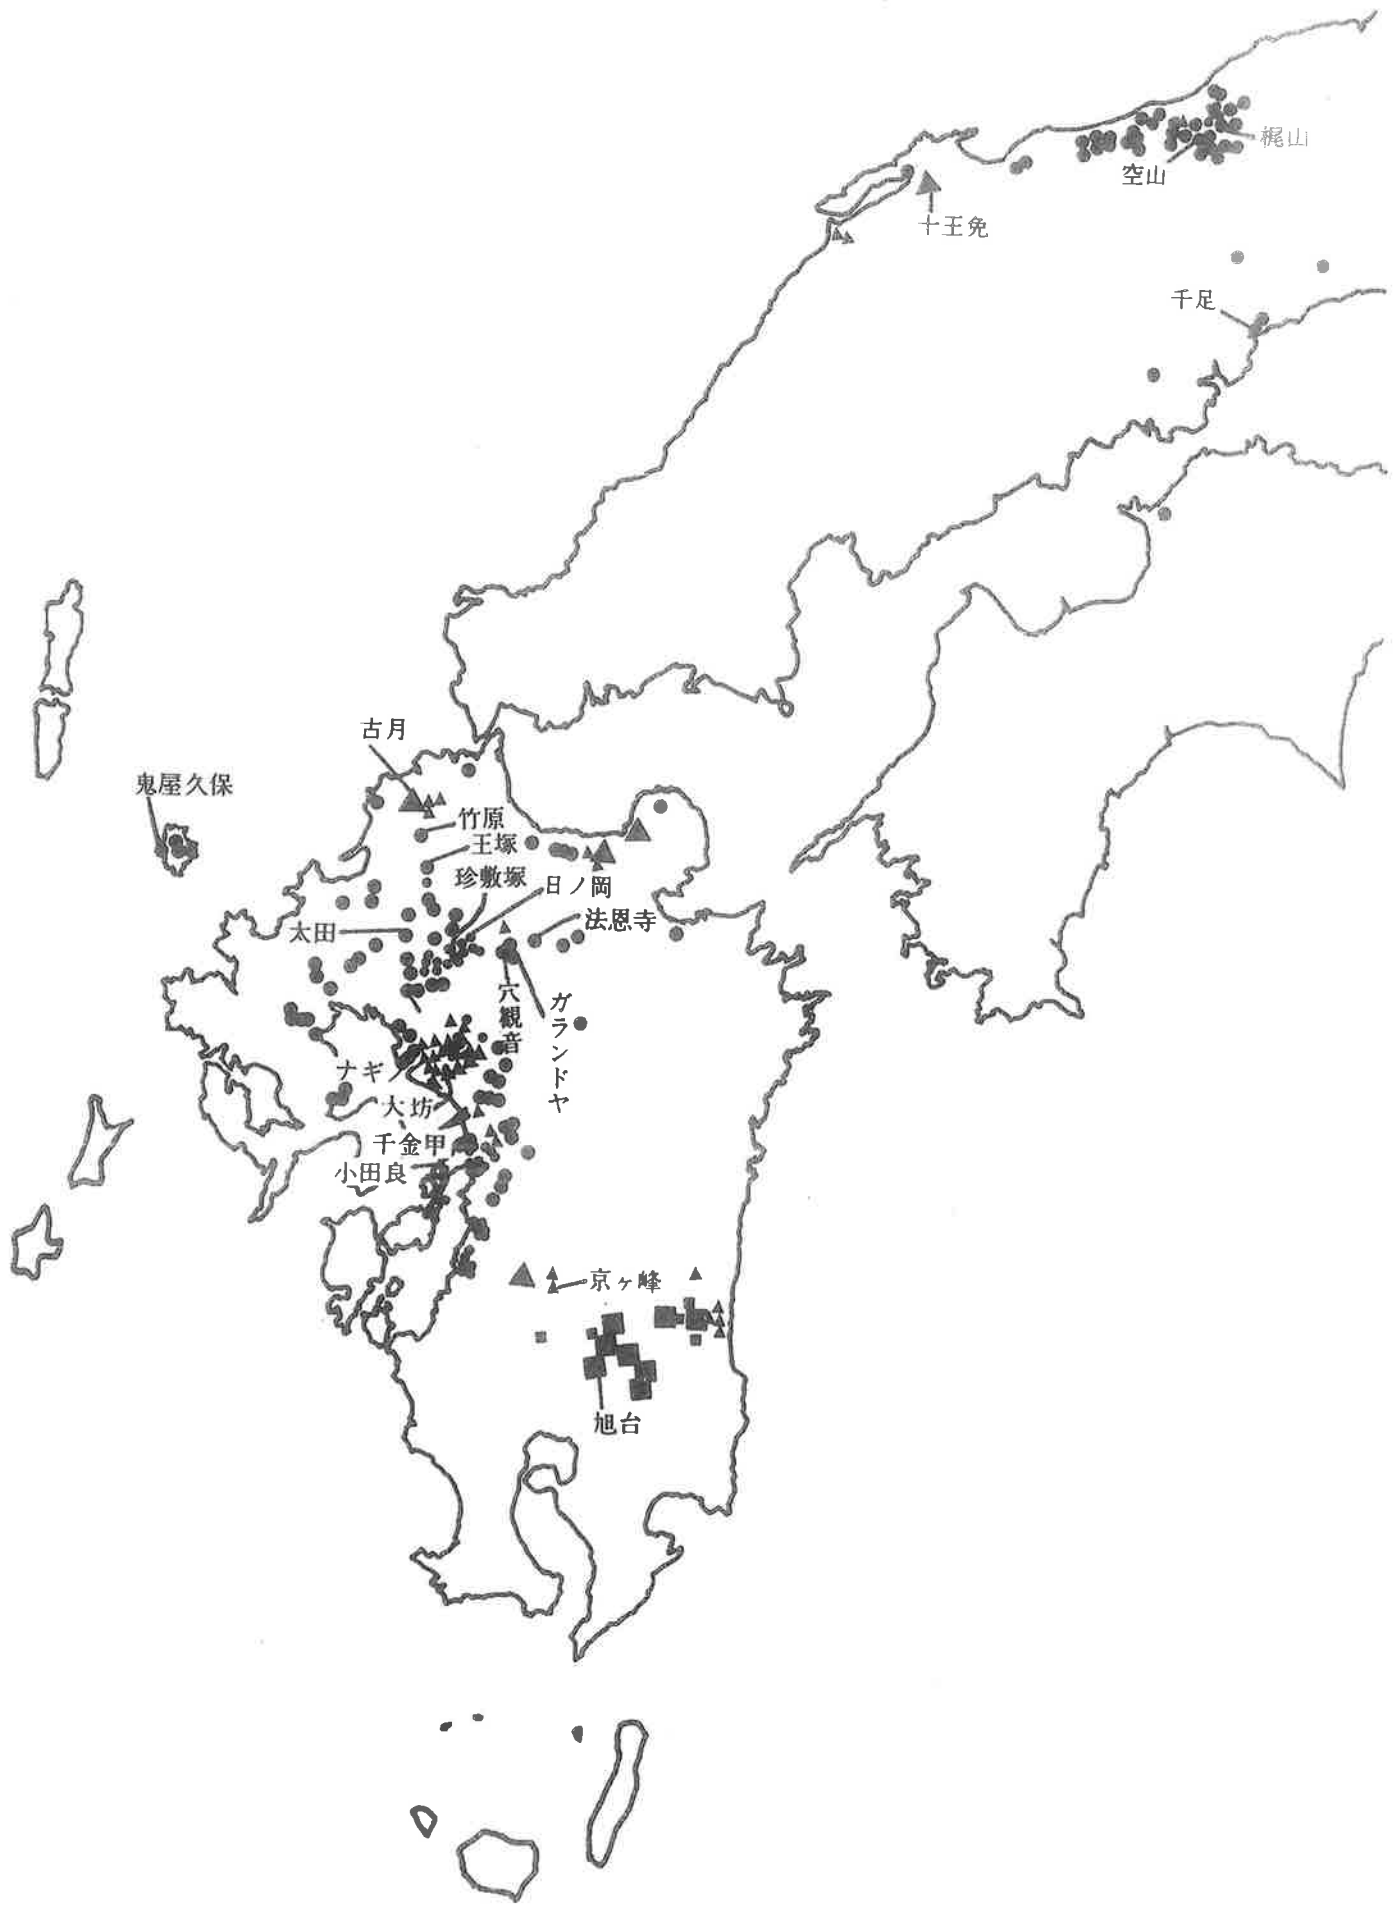 梶山
空山
十王免
千足
古月
鬼屋久保
竹原
王塚
珍敷塚
日ノ岡
法恩寺
太田
穴観音
ガランドヤ
ナギ
大坊
千金甲
小田良
京ヶ峰
旭台